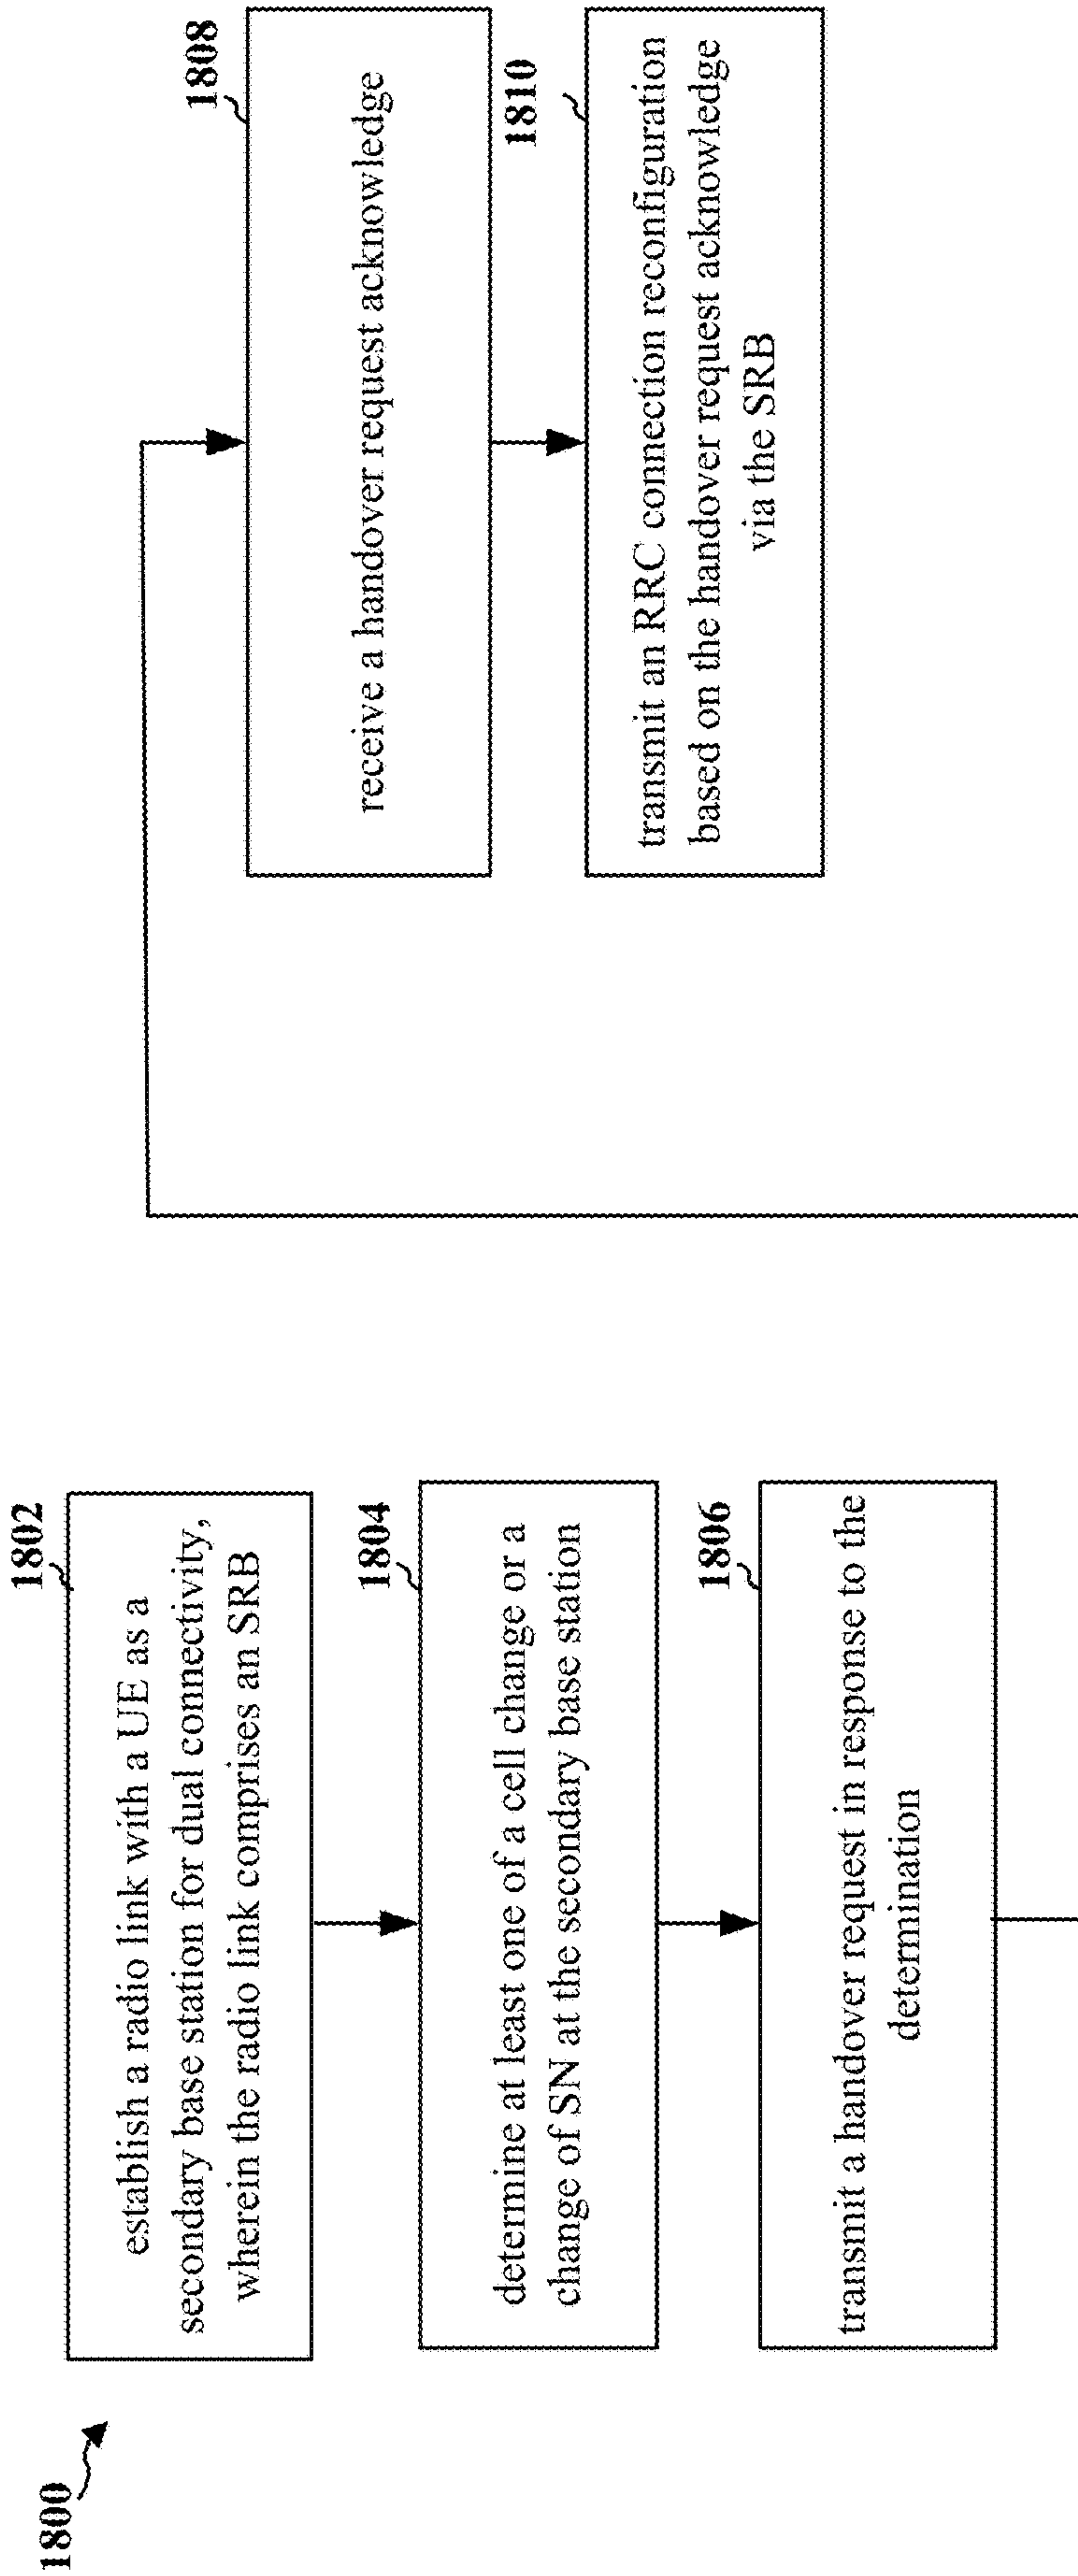 1800
1802
establish a radio link with a UE as a
secondary base station for dual connectivity,
wherein the radio link comprises an SRB
1804
determine at least one of a cell change or a
change of SN at the secondary base station
1806
transmit a handover request in response to the
determination
1808
receive a handover request acknowledge
1810
transmit an RRC connection reconfiguration
based on the handover request acknowledge
via the SRB